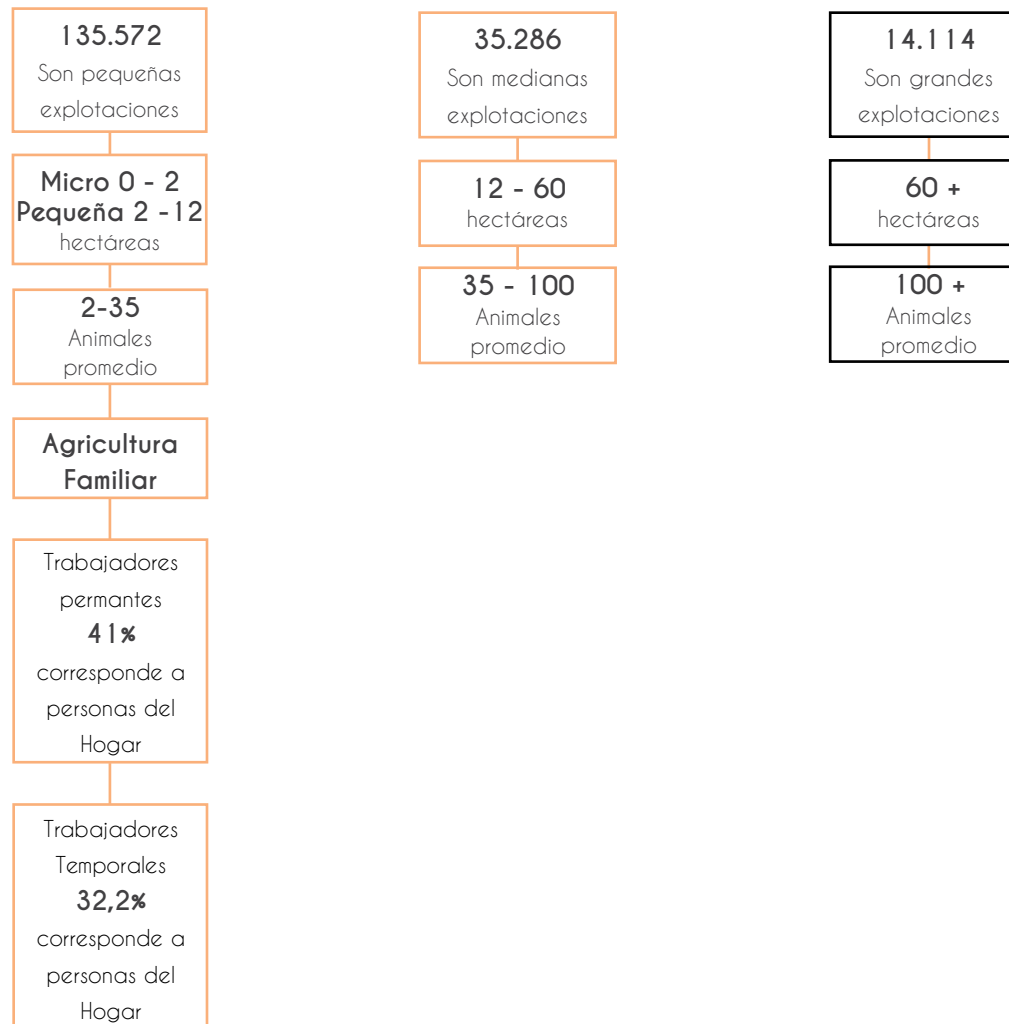 135.572
Son pequeñas
explotaciones
Micro 0 - 2
Pequeña 2 -12
hectáreas
2-35
Animales
promedio
Agricultura
Familiar
Trabajadores
permantes
41%
corresponde a
personas del
Hogar
Trabajadores
Temporales
32,2%
corresponde a
personas del
Hogar
35.286
Son medianas
explotaciones
12 - 60
hectáreas
35 - 100
Animales
promedio
14.114
Son grandes
explotaciones
60 +
hectáreas
100 +
Animales
promedio